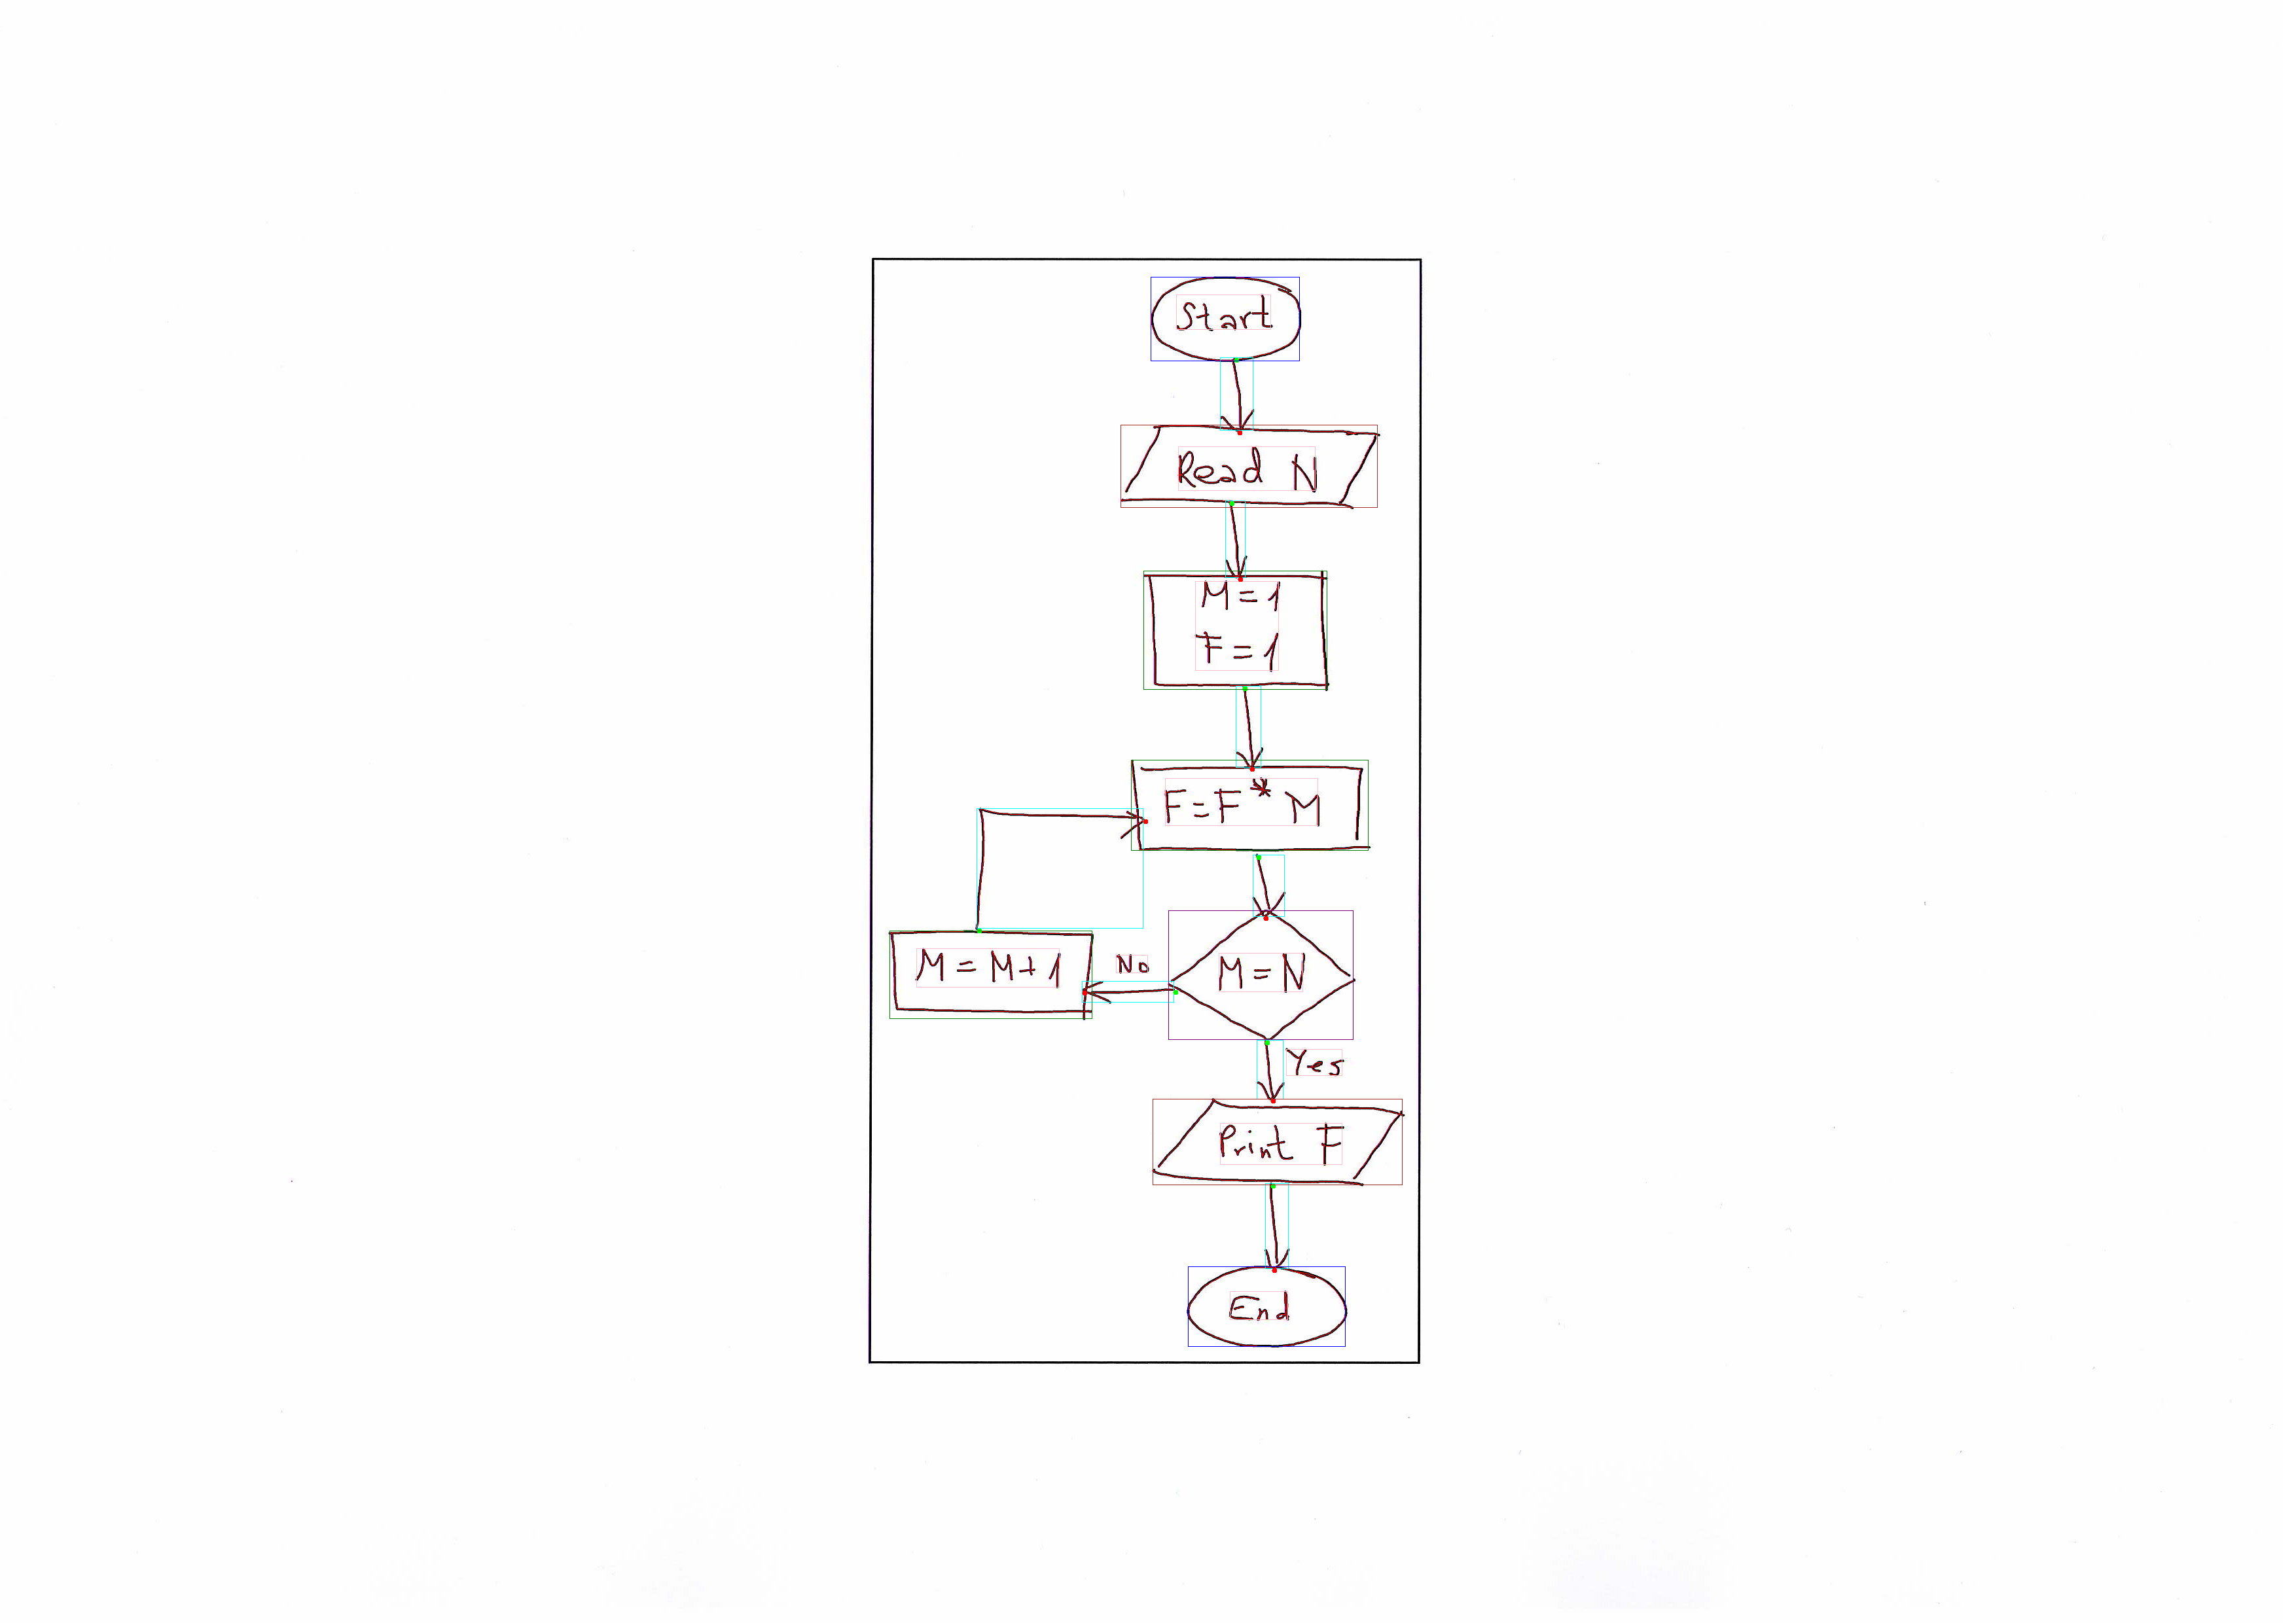 Start
Read N
M=1
F=1
F=F* M
M=N
No
M=M+1
Yes
Print F
End